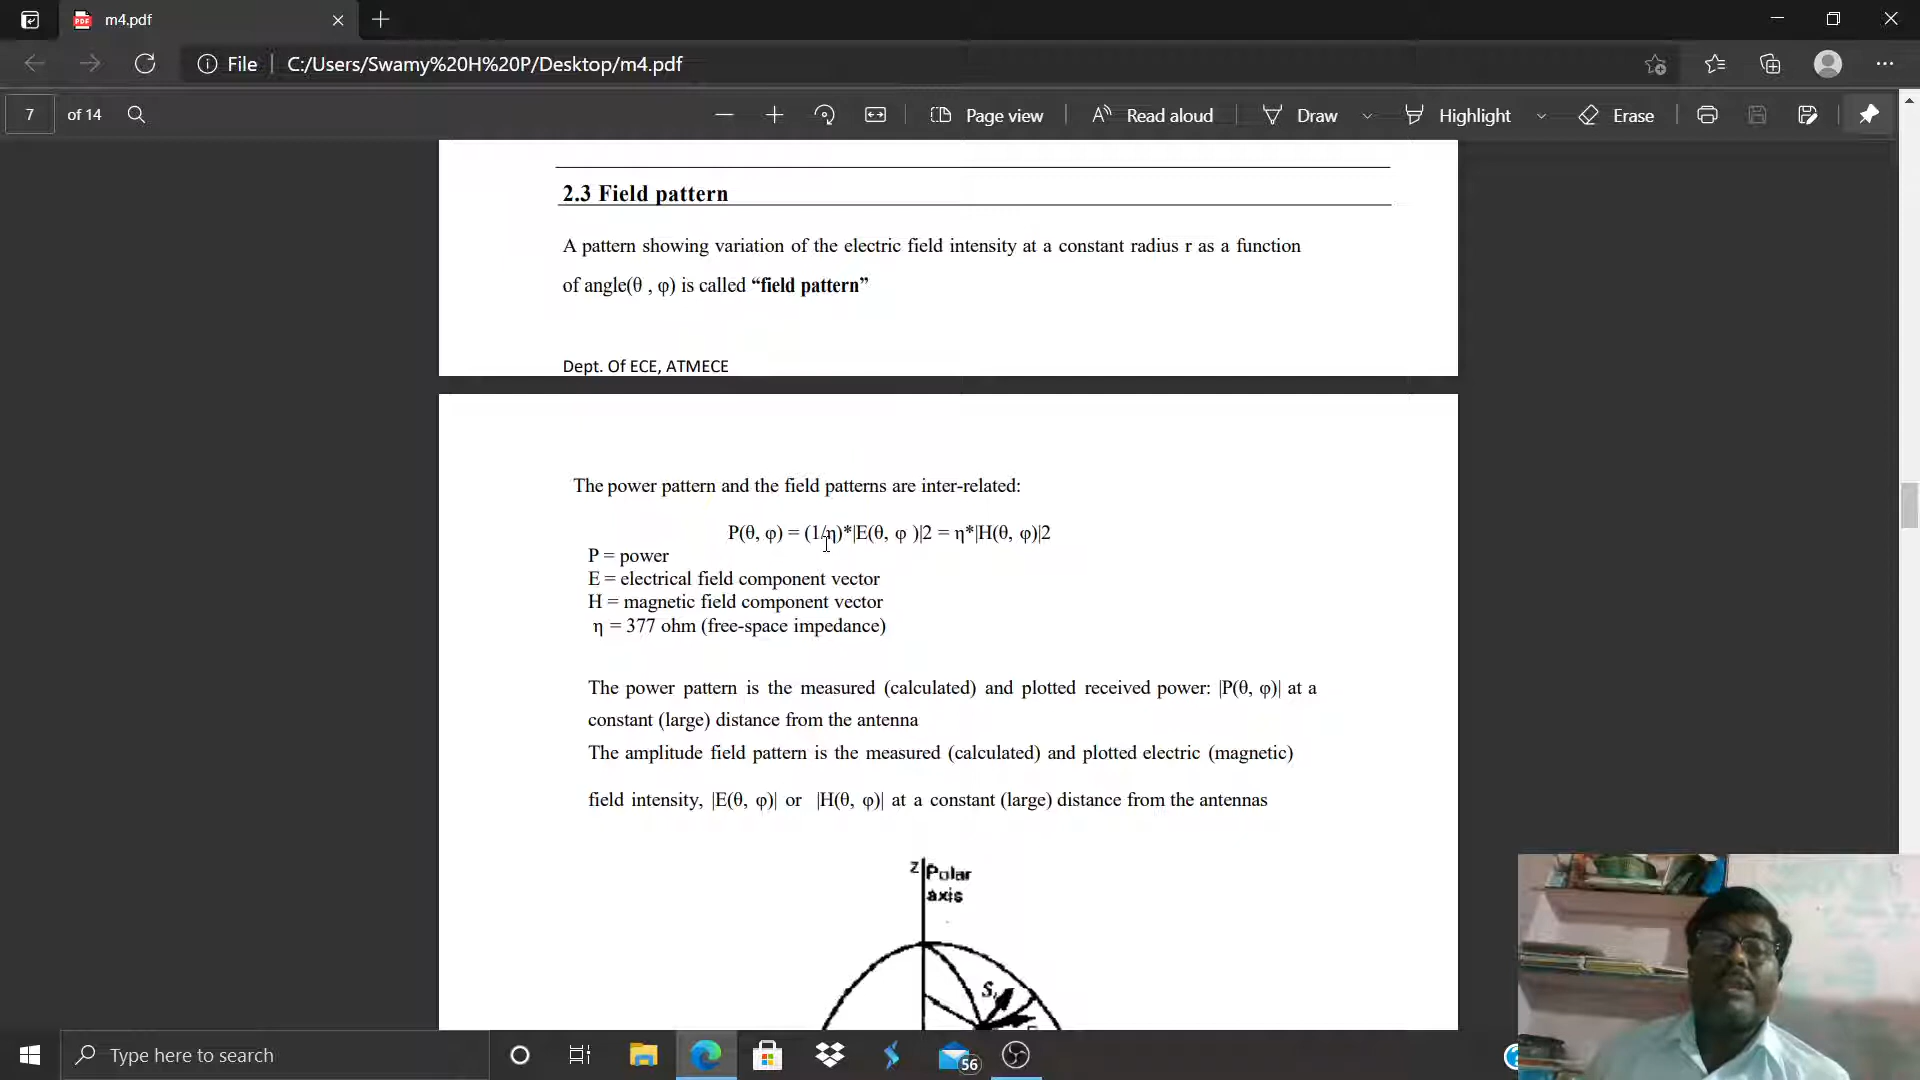 m4.pdf
File
C:/Users/Swamy%20H%20P/Desktop/m4.pdf
7
of 14
Page view
Read aloud
Draw
Highlight
Erase
2.3 Field pattern
A pattern showing variation of the electric field intensity at a constant radius r as a function
of angle(θ , φ) is called “field pattern”
Dept. Of ECE, ATMECE
The power pattern and the field patterns are inter-related:
P(θ, φ) = (1/η)*|E(θ, φ )|2 = η*|H(θ, φ)|2
P = power
E = electrical field component vector
H = magnetic field component vector
η = 377 ohm (free-space impedance)
The power pattern is the measured (calculated) and plotted received power: |P(θ, φ)| at a
constant (large) distance from the antenna
The amplitude field pattern is the measured (calculated) and plotted electric (magnetic)
field intensity, |E(θ, φ)| or |H(θ, φ)| at a constant (large) distance from the antennas
z Polar
axis
Type here to search
56